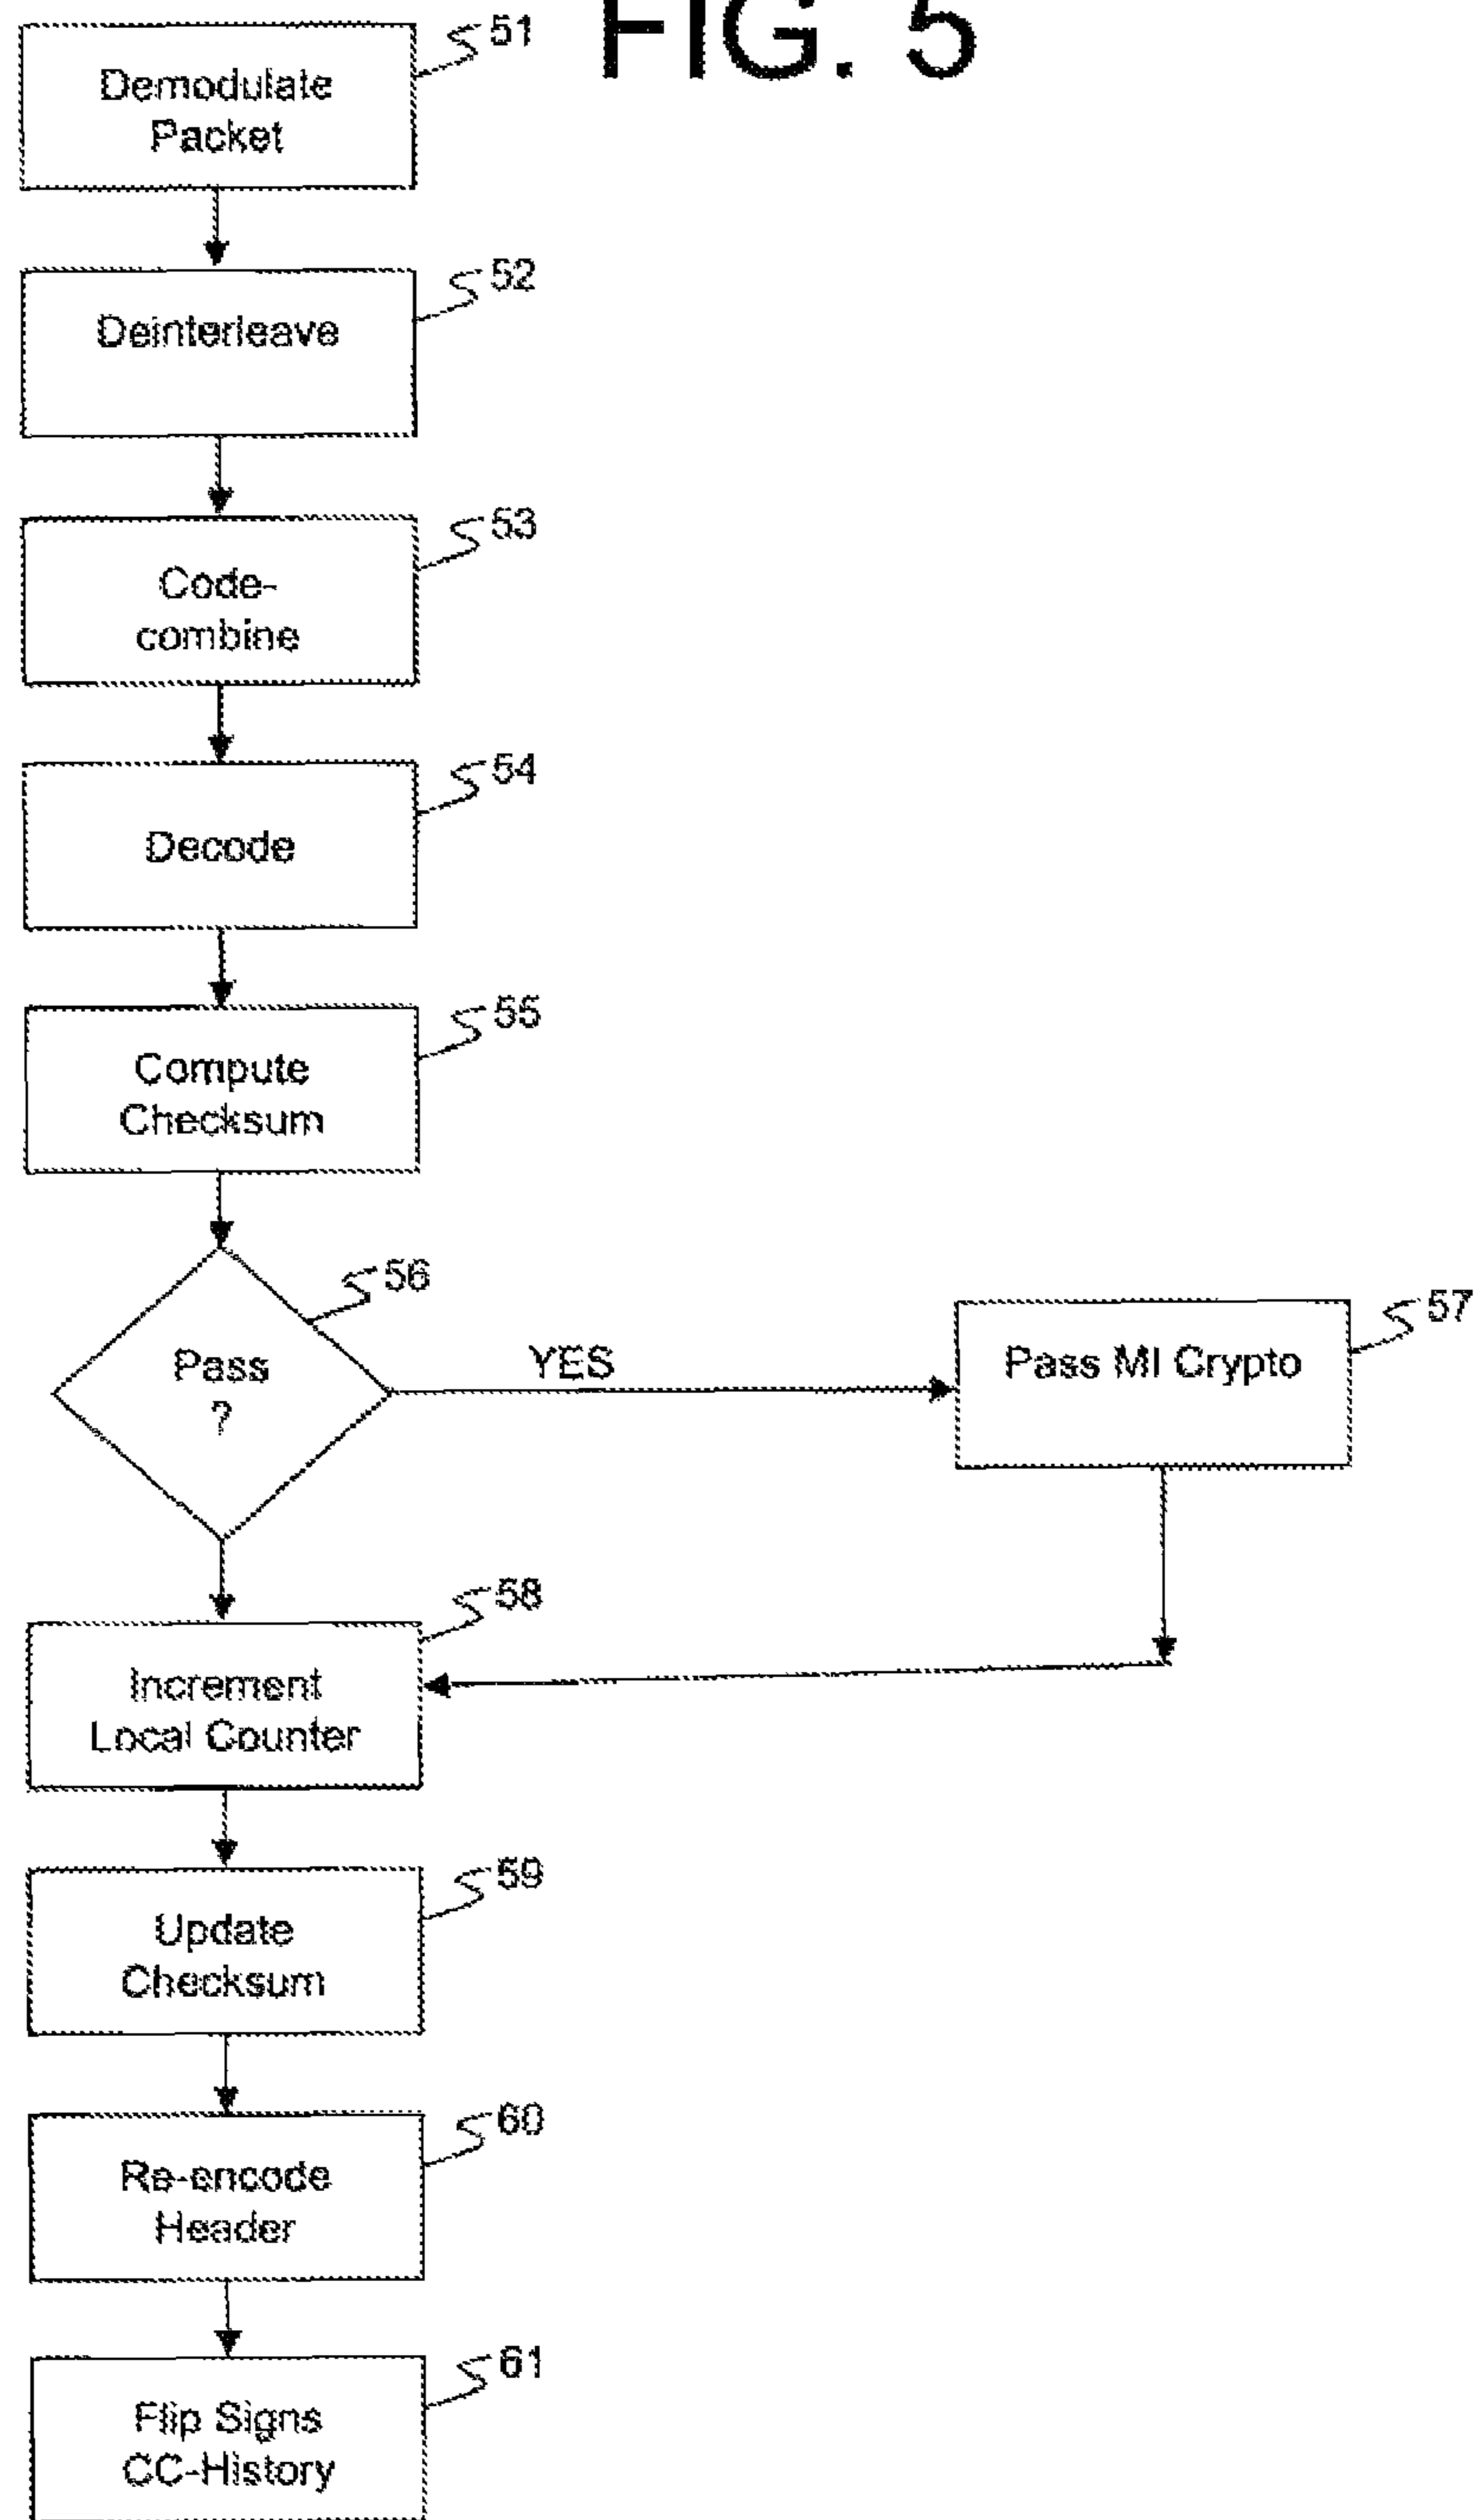 FIG. 5
51
Demodulate
Packet
52
Deinterleave
53
Code-
combine
54
Decode
55
Compute
Checksum
56
Pass
?
YES
57
Pass MI Crypto
58
Increment
Local Counter
59
Update
Checksum
60
Re-encode
Header
61
Flip Signs
CC-History